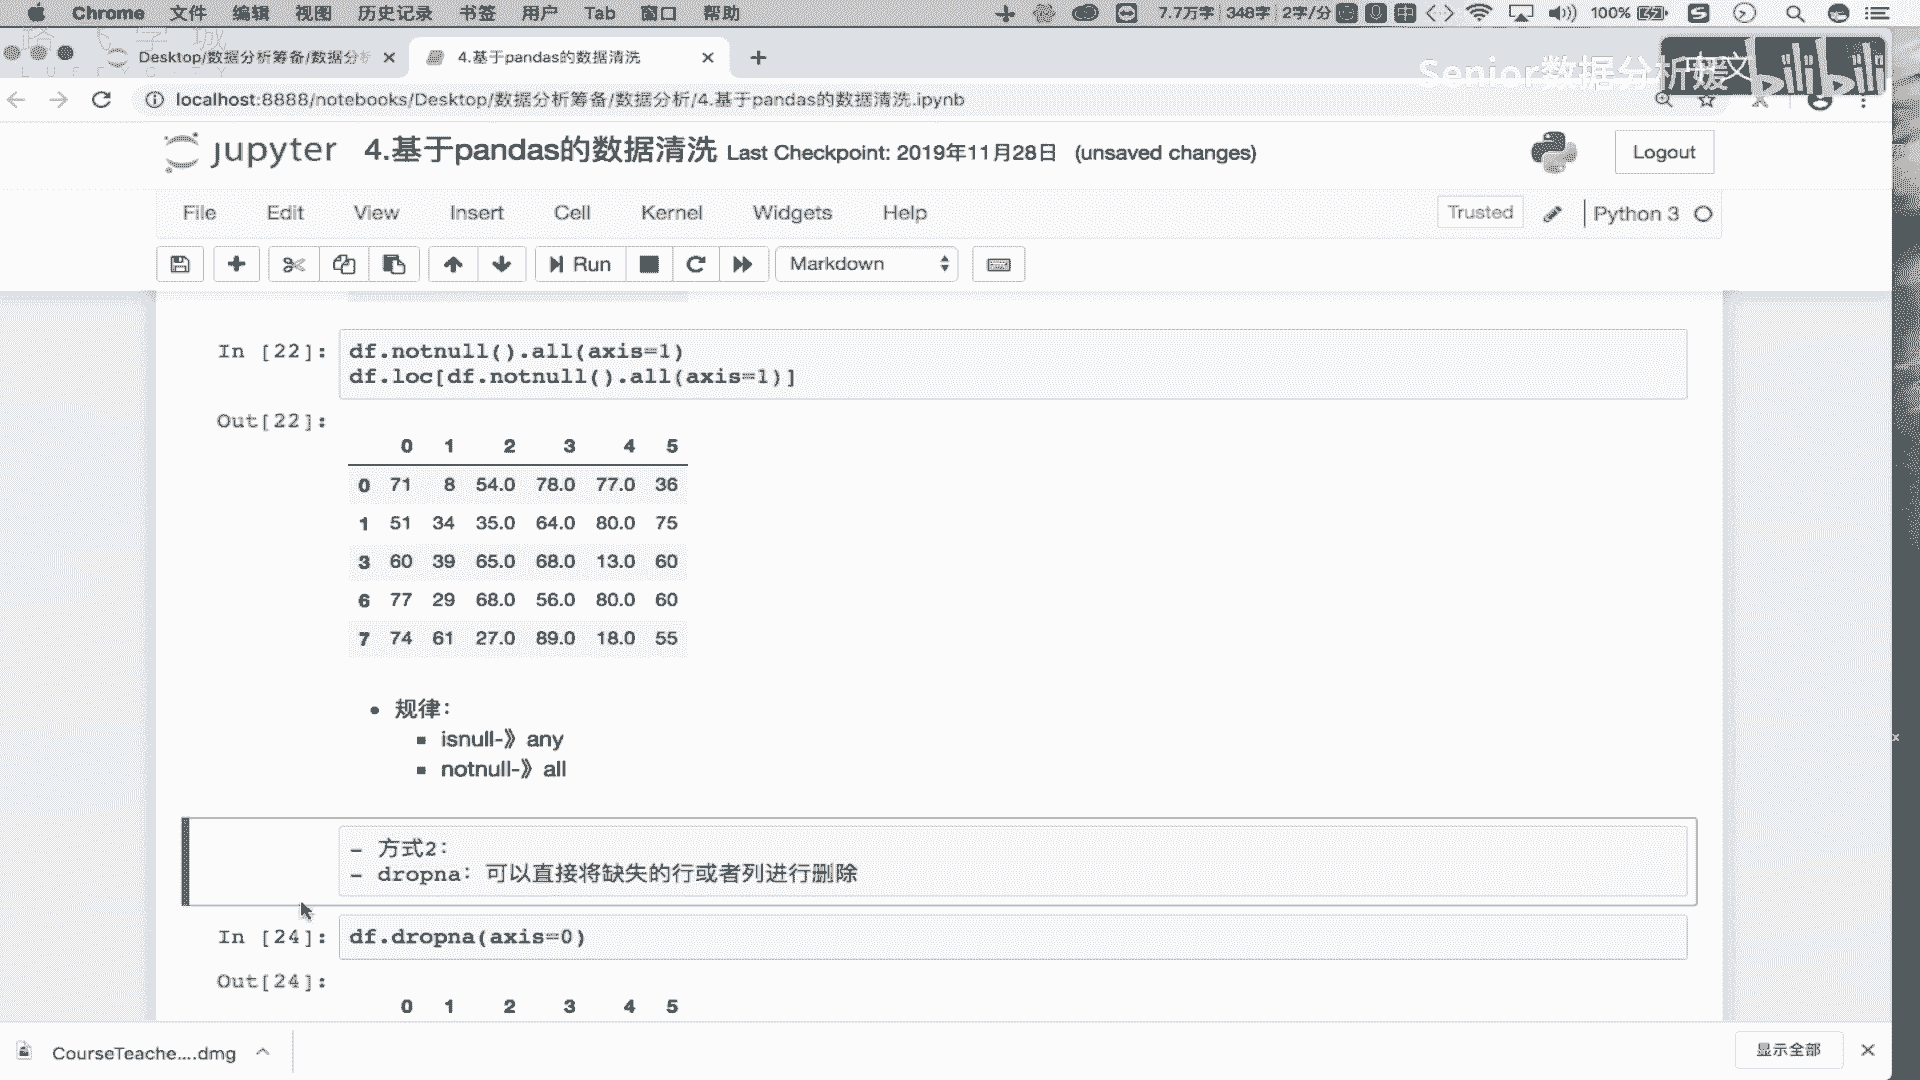 Chrome 文件 编辑 视图 历史记录 书签 用户 Tab 窗口 帮助 7.7万字 348字 2字/分 中 100%
Desktop/数据分析筹备/数据分析
4.基于pandas的数据清洗
Senior数据分析媛
bilibili
localhost:8888/notebooks/Desktop/数据分析筹备/数据分析/4.基于pandas的数据清洗.ipynb
jupyter 4.基于pandas的数据清洗 Last Checkpoint: 2019年11月28日 (unsaved changes)
Logout
File Edit View Insert Cell Kernel Widgets Help
Trusted Python 3
Run Markdown
In [22]: df.notnull().all(axis=1)
df.loc[df.notnull().all(axis=1)]
Out[22]:
0 1 2 3 4 5
0 71 8 54.0 78.0 77.0 36
1 51 34 35.0 64.0 80.0 75
3 60 39 65.0 68.0 13.0 60
6 77 29 68.0 56.0 80.0 60
7 74 61 27.0 89.0 18.0 55
规律：
isnull-》any
notnull-》all
- 方式2：
- dropna：可以直接将缺失的行或者列进行删除
In [24]: df.dropna(axis=0)
Out[24]:
0 1 2 3 4 5
CourseTeache....dmg
显示全部